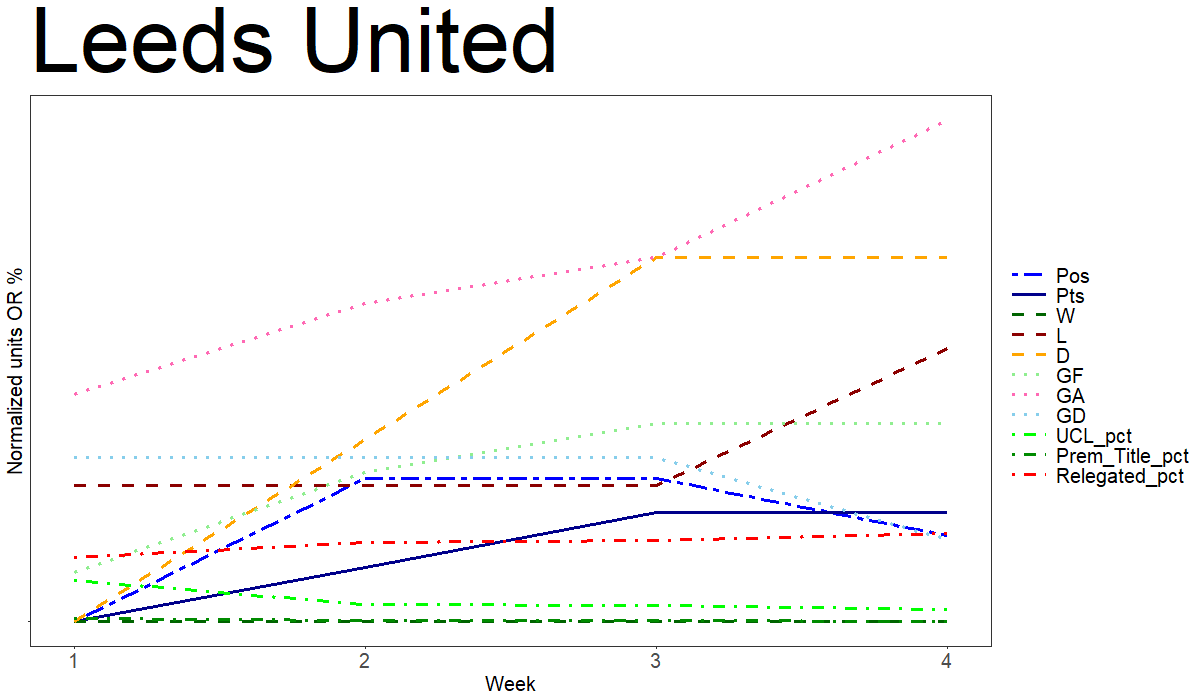 Leeds United
Normalized units OR %
Pos
Pts
W
L
D
GF
GA
GD
UCL_pct
Prem_Title_pct
Relegated_pct
1 2 3 4
Week